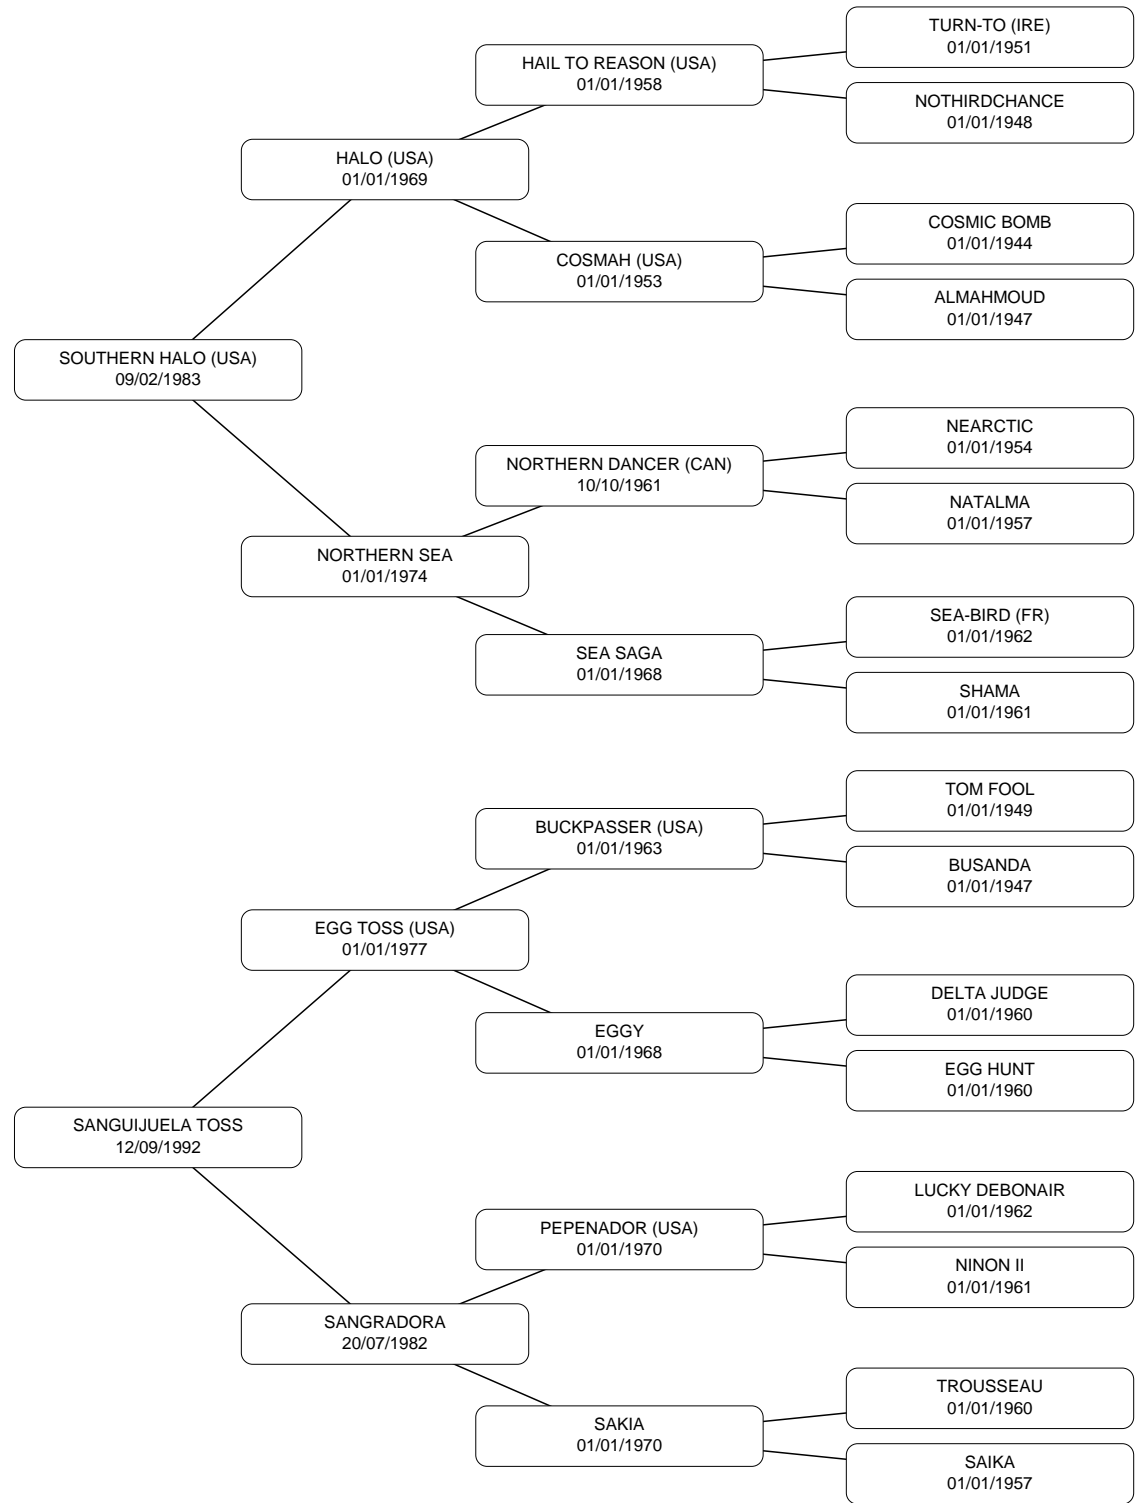 TURN-TO (IRE)
01/01/1951
HAIL TO REASON (USA)
01/01/1958
NOTHIRDCHANCE
01/01/1948
HALO (USA)
01/01/1969
COSMIC BOMB
01/01/1944
COSMAH (USA)
01/01/1953
ALMAHMOUD
01/01/1947
SOUTHERN HALO (USA)
09/02/1983
NEARCTIC
01/01/1954
NORTHERN DANCER (CAN)
10/10/1961
NATALMA
01/01/1957
NORTHERN SEA
01/01/1974
SEA-BIRD (FR)
01/01/1962
SEA SAGA
01/01/1968
SHAMA
01/01/1961
TOM FOOL
01/01/1949
BUCKPASSER (USA)
01/01/1963
BUSANDA
01/01/1947
EGG TOSS (USA)
01/01/1977
DELTA JUDGE
01/01/1960
EGGY
01/01/1968
EGG HUNT
01/01/1960
SANGUIJUELA TOSS
12/09/1992
LUCKY DEBONAIR
01/01/1962
PEPENADOR (USA)
01/01/1970
NINON II
01/01/1961
SANGRADORA
20/07/1982
TROUSSEAU
01/01/1960
SAKIA
01/01/1970
SAIKA
01/01/1957